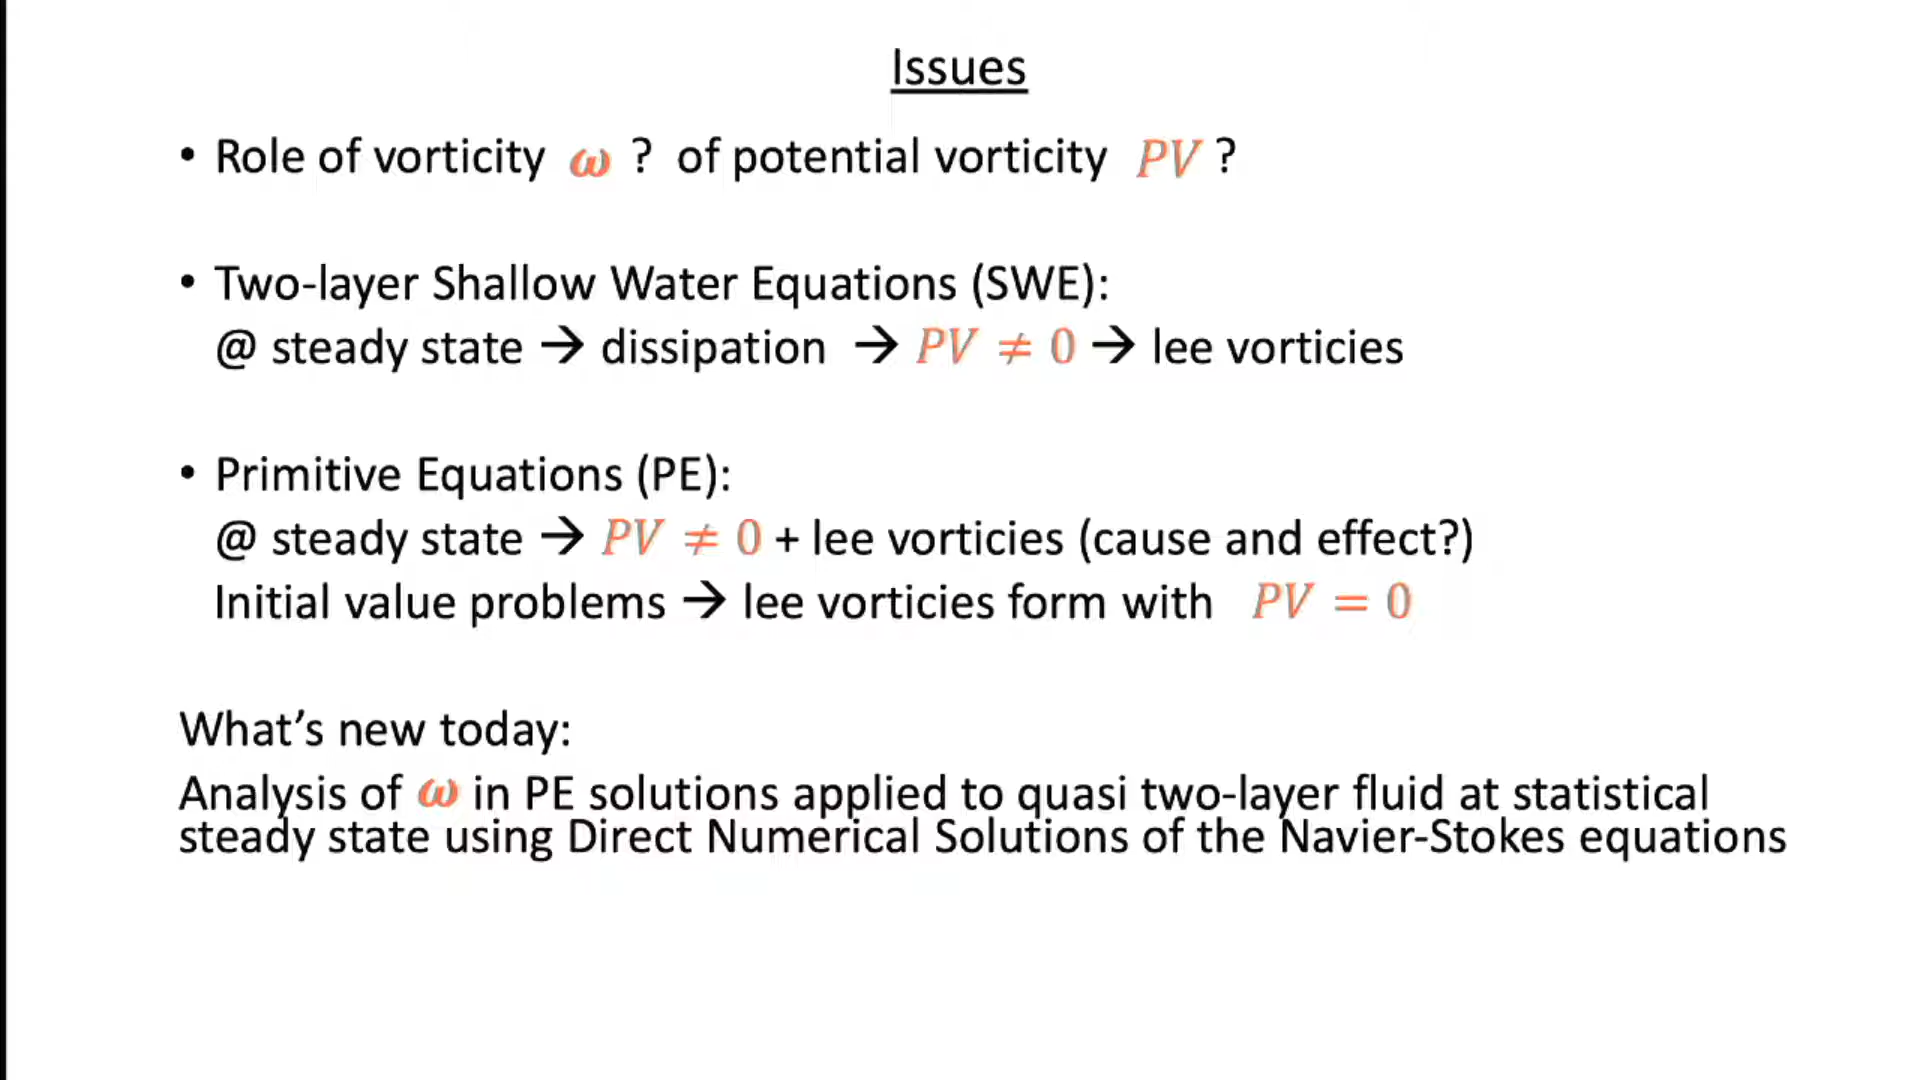 Issues
• Role of vorticity ω ? of potential vorticity PV ?
• Two-layer Shallow Water Equations (SWE):
@ steady state → dissipation → PV ≠ 0 → lee vorticies
• Primitive Equations (PE):
@ steady state → PV ≠ 0 + lee vorticies (cause and effect?)
Initial value problems → lee vorticies form with PV = 0
What’s new today:
Analysis of ω in PE solutions applied to quasi two-layer fluid at statistical
steady state using Direct Numerical Solutions of the Navier-Stokes equations